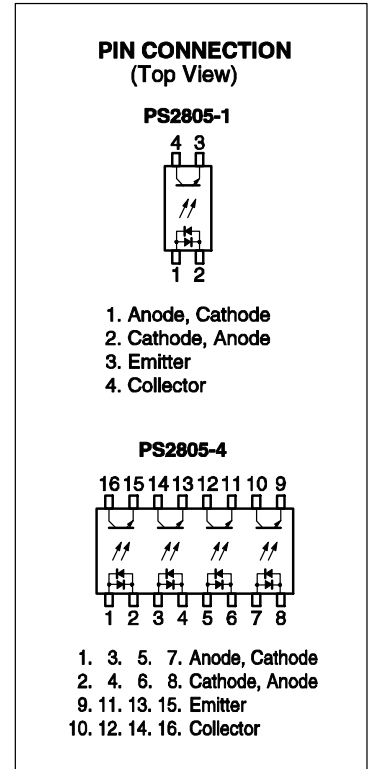 PIN CONNECTION
(Top View)
PS2805-1
4 3
1 2
1. Anode, Cathode
2. Cathode, Anode
3. Emitter
4. Collector
PS2805-4
16 15 14 13 12 11 10 9
1 2 3 4 5 6 7 8
1. 3. 5. 7. Anode, Cathode
2. 4. 6. 8. Cathode, Anode
9. 11. 13. 15. Emitter
10. 12. 14. 16. Collector